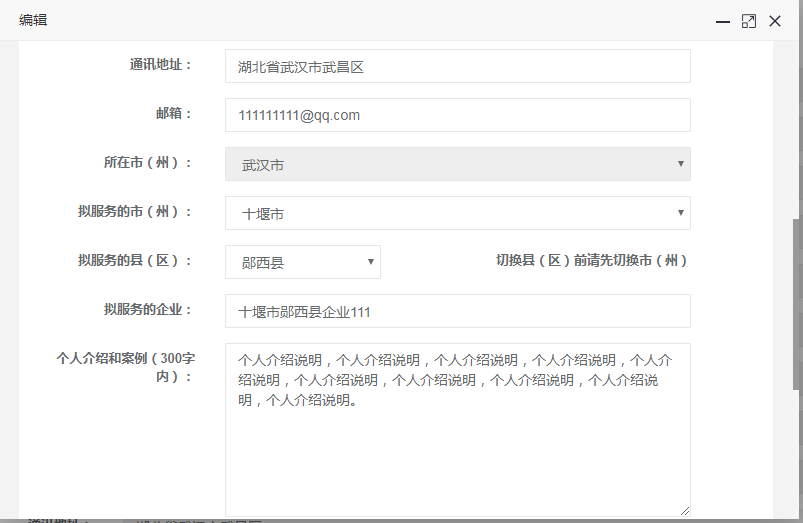 编辑
通讯地址： 湖北省武汉市武昌区
邮箱： 111111111@qq.com
所在市（州）： 武汉市
拟服务的市（州）： 十堰市
拟服务的县（区）： 郧西县 切换县（区）前请先切换市（州）
拟服务的企业： 十堰市郧西县企业111
个人介绍和案例（300字
内）：
个人介绍说明，个人介绍说明，个人介绍说明，个人介绍说明，个人介
绍说明，个人介绍说明，个人介绍说明，个人介绍说明，个人介绍说
明，个人介绍说明。